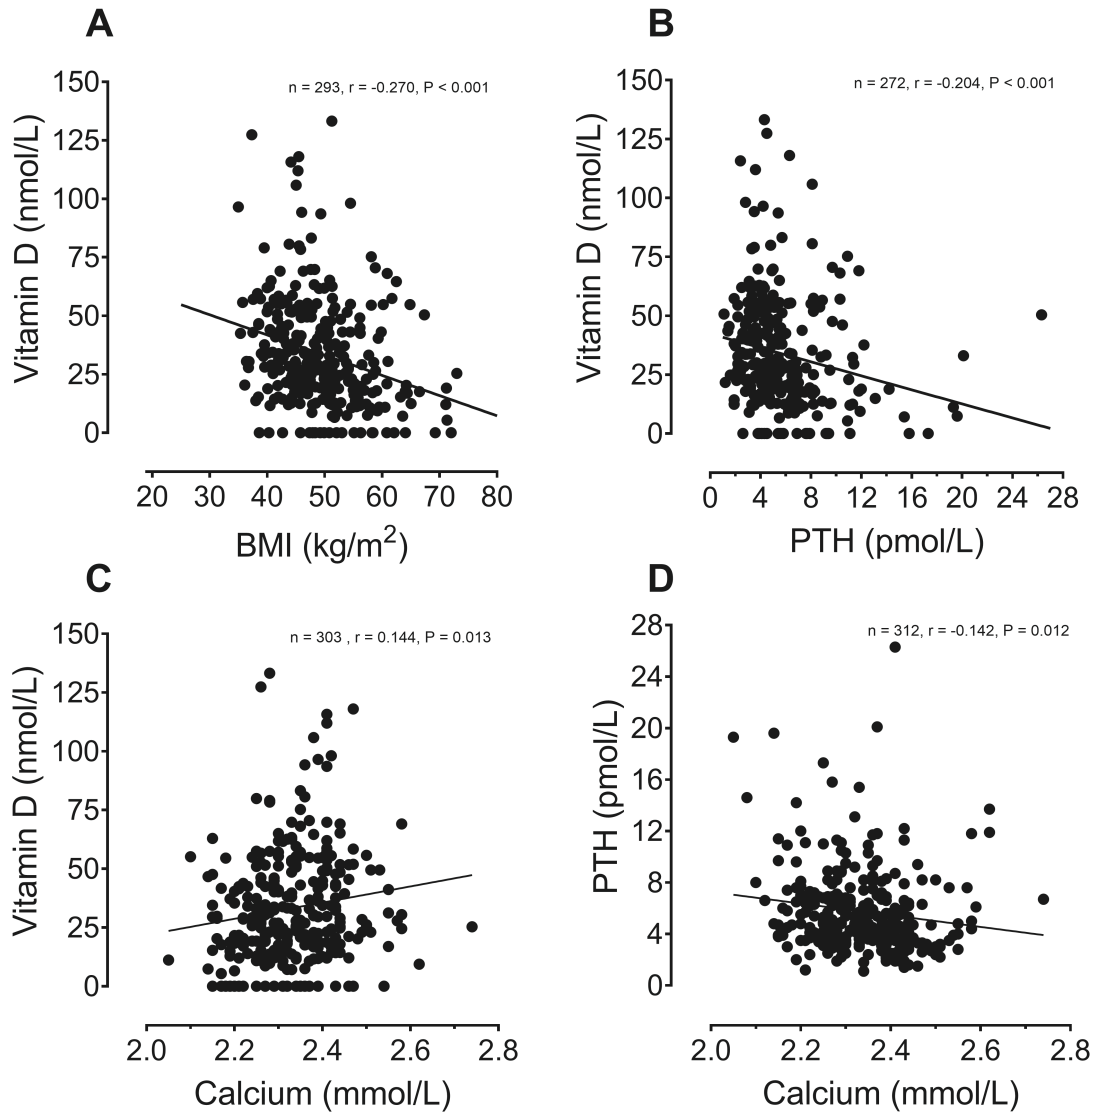 A
n = 293, r = -0.270, P < 0.001
Vitamin D (nmol/L)
150
125
100
75
50
25
0
20 30 40 50 60 70 80
BMI (kg/m²)
B
n = 272, r = -0.204, P < 0.001
Vitamin D (nmol/L)
150
125
100
75
50
25
0
0 4 8 12 16 20 24 28
PTH (pmol/L)
C
n = 303 , r = 0.144, P = 0.013
Vitamin D (nmol/L)
150
125
100
75
50
25
0
2.0 2.2 2.4 2.6 2.8
Calcium (mmol/L)
D
n = 312, r = -0.142, P = 0.012
PTH (pmol/L)
28
24
20
16
12
8
4
0
2.0 2.2 2.4 2.6 2.8
Calcium (mmol/L)